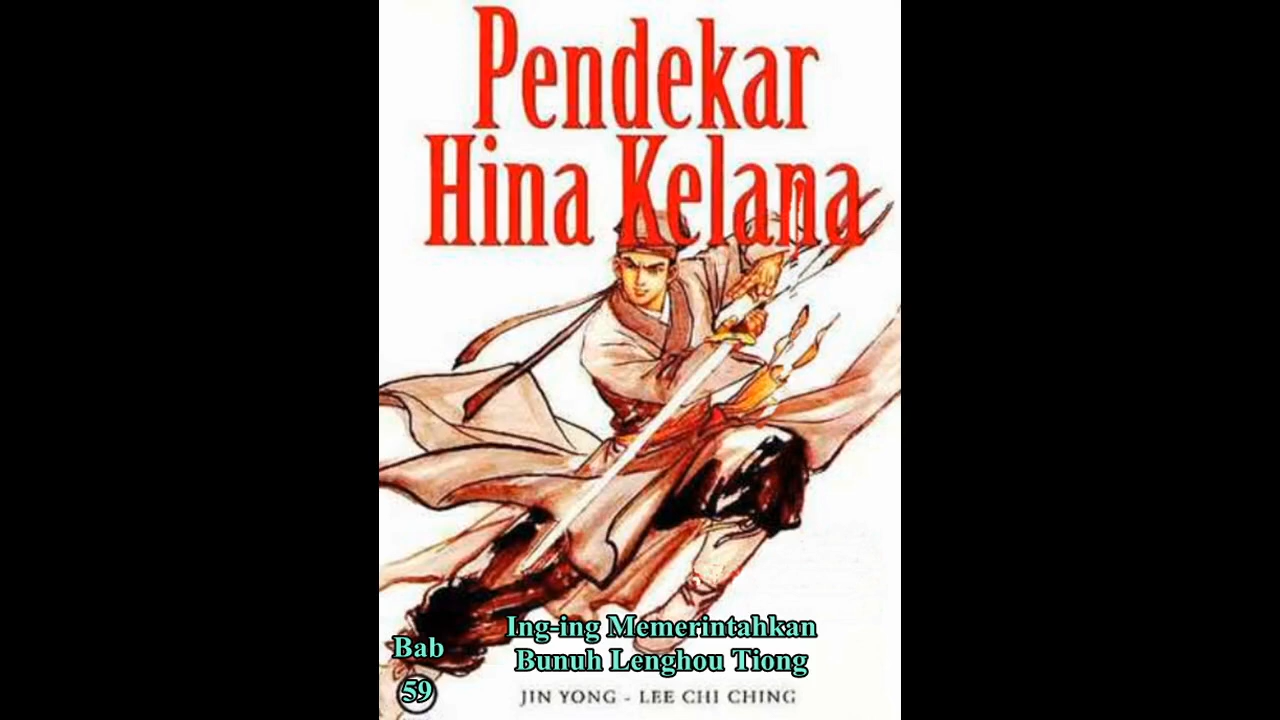 Pendekar
Hina Kelana
Ing-ing Memerintahkan
Bunuh Lenghou Tiong
Bab
59
JIN YONG - LEE CHI CHING